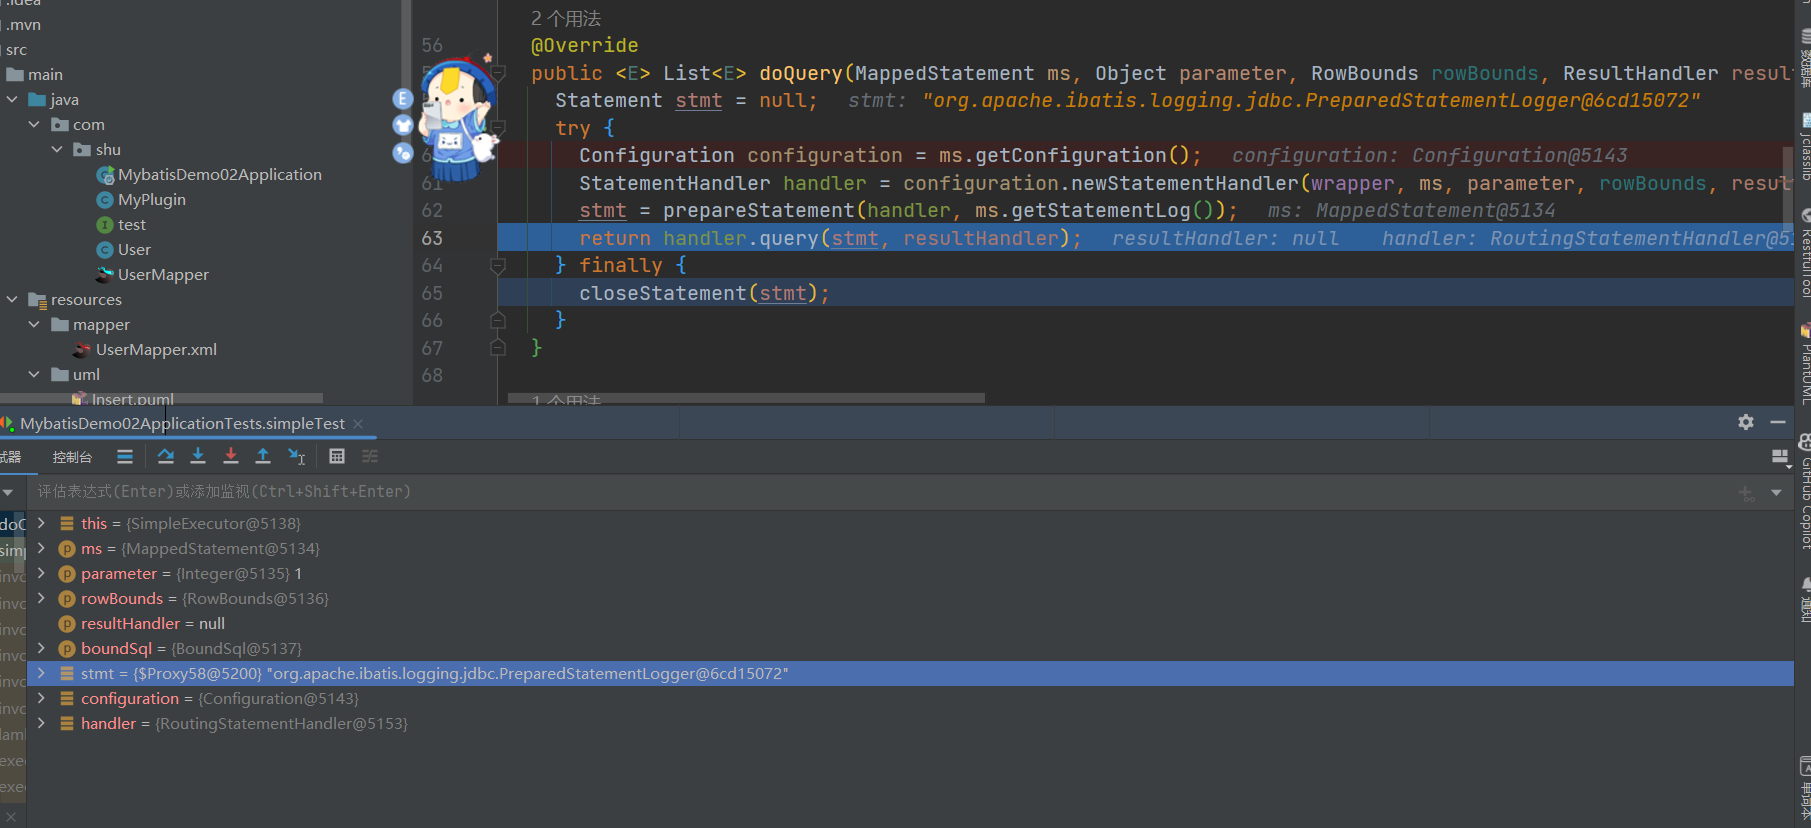 .idea
.mvn
src
main
java
com
shu
MybatisDemo02Application
MyPlugin
test
User
UserMapper
resources
mapper
UserMapper.xml
uml
Insert.puml
2 个用法
56 @Override
public <E> List<E> doQuery(MappedStatement ms, Object parameter, RowBounds rowBounds, ResultHandler resul
Statement stmt = null; stmt: "org.apache.ibatis.logging.jdbc.PreparedStatementLogger@6cd15072"
try {
Configuration configuration = ms.getConfiguration(); configuration: Configuration@5143
61 StatementHandler handler = configuration.newStatementHandler(wrapper, ms, parameter, rowBounds, resul
62 stmt = prepareStatement(handler, ms.getStatementLog()); ms: MappedStatement@5134
63 return handler.query(stmt, resultHandler); resultHandler: null handler: RoutingStatementHandler@51
64 } finally {
65 closeStatement(stmt);
66 }
67 }
68
1 个用法
E
数据库
jclasslib
RestfulTool
PlantUML
GitHub Copilot
通知
单词本
MybatisDemo02ApplicationTests.simpleTest
试器 控制台
评估表达式(Enter)或添加监视(Ctrl+Shift+Enter)
doQ
simp
invo
invo
invo
invo
invo
invo
lam
exec
exec
this = {SimpleExecutor@5138}
ms = {MappedStatement@5134}
parameter = {Integer@5135} 1
rowBounds = {RowBounds@5136}
resultHandler = null
boundSql = {BoundSql@5137}
stmt = {$Proxy58@5200} "org.apache.ibatis.logging.jdbc.PreparedStatementLogger@6cd15072"
configuration = {Configuration@5143}
handler = {RoutingStatementHandler@5153}